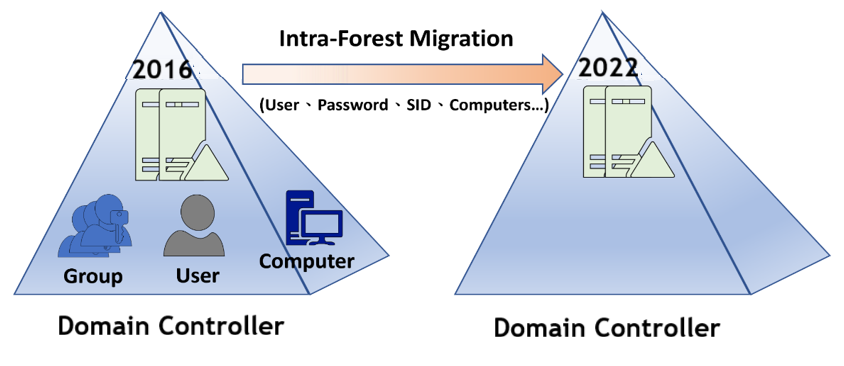 Intra-Forest Migration
2016
2022
(User、Password、SID、Computers...)
Group
User
Computer
Domain Controller
Domain Controller